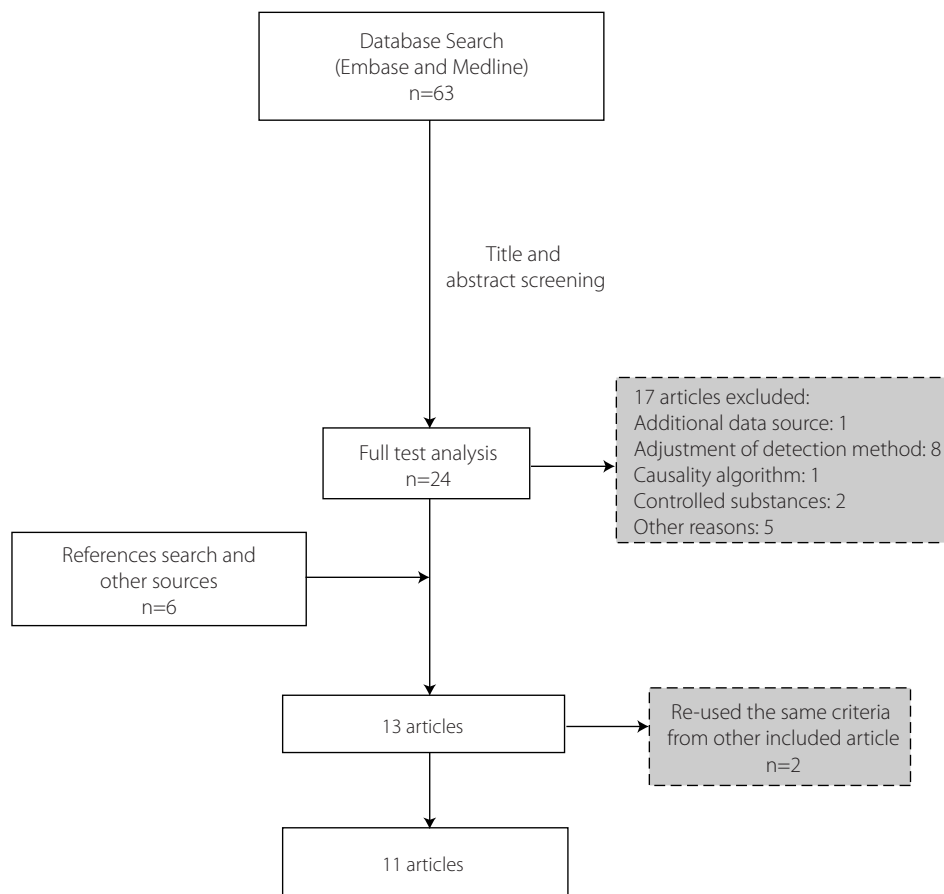 Database Search
(Embase and Medline)
n=63
Title and
abstract screening
Full test analysis
n=24
17 articles excluded:
Additional data source: 1
Adjustment of detection method: 8
Causality algorithm: 1
Controlled substances: 2
Other reasons: 5
References search and
other sources
n=6
13 articles
Re-used the same criteria
from other included article
n=2
11 articles